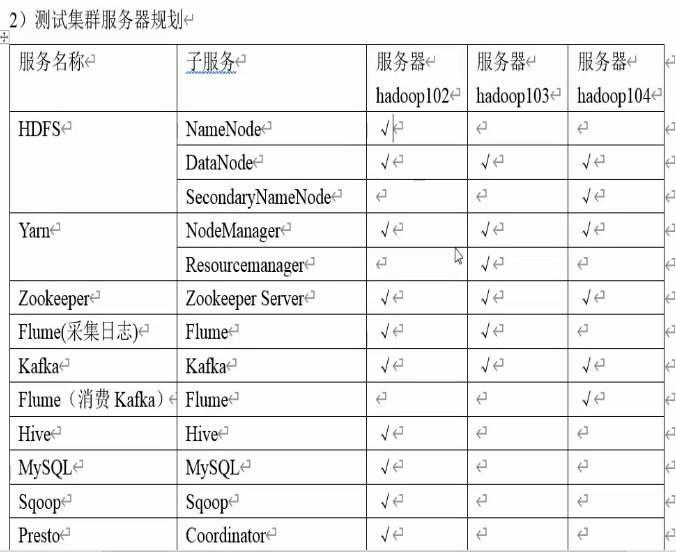 2）测试集群服务器规划
服务名称 子服务 服务器 服务器 服务器
hadoop102 hadoop103 hadoop104
HDFS NameNode √
DataNode √ √ √
SecondaryNameNode √
Yarn NodeManager √ √ √
Resourcemanager √
Zookeeper Zookeeper Server √ √ √
Flume(采集日志) Flume √ √
Kafka Kafka √ √ √
Flume（消费 Kafka） Flume √
Hive Hive √
MySQL MySQL √
Sqoop Sqoop √
Presto Coordinator √